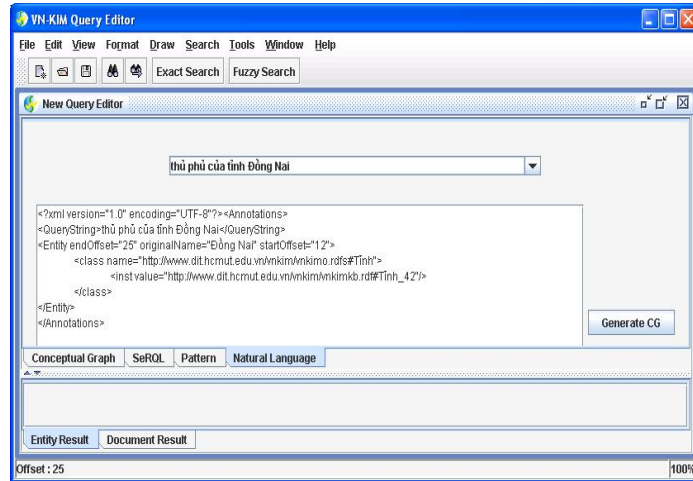 VN-KIM Query Editor
File Edit View Format Draw Search Tools Window Help
Exact Search Fuzzy Search
New Query Editor
thủ phủ của tỉnh Đồng Nai
<?xml version="1.0" encoding="UTF-8"?><Annotations>
<QueryString>thủ phủ của tỉnh Đồng Nai</QueryString>
<Entity endOffset="25" originalName="Đồng Nai" startOffset="12">
<class name="http://www.dit.hcmut.edu.vn/vnkim/vnkimo.rdfs#Tỉnh">
<inst value="http://www.dit.hcmut.edu.vn/vnkim/vnkimkb.rdf#Tỉnh_42"/>
</class>
</Entity>
</Annotations>
Generate CG
Conceptual Graph SeRQL Pattern Natural Language
Entity Result Document Result
Offset : 25 100%